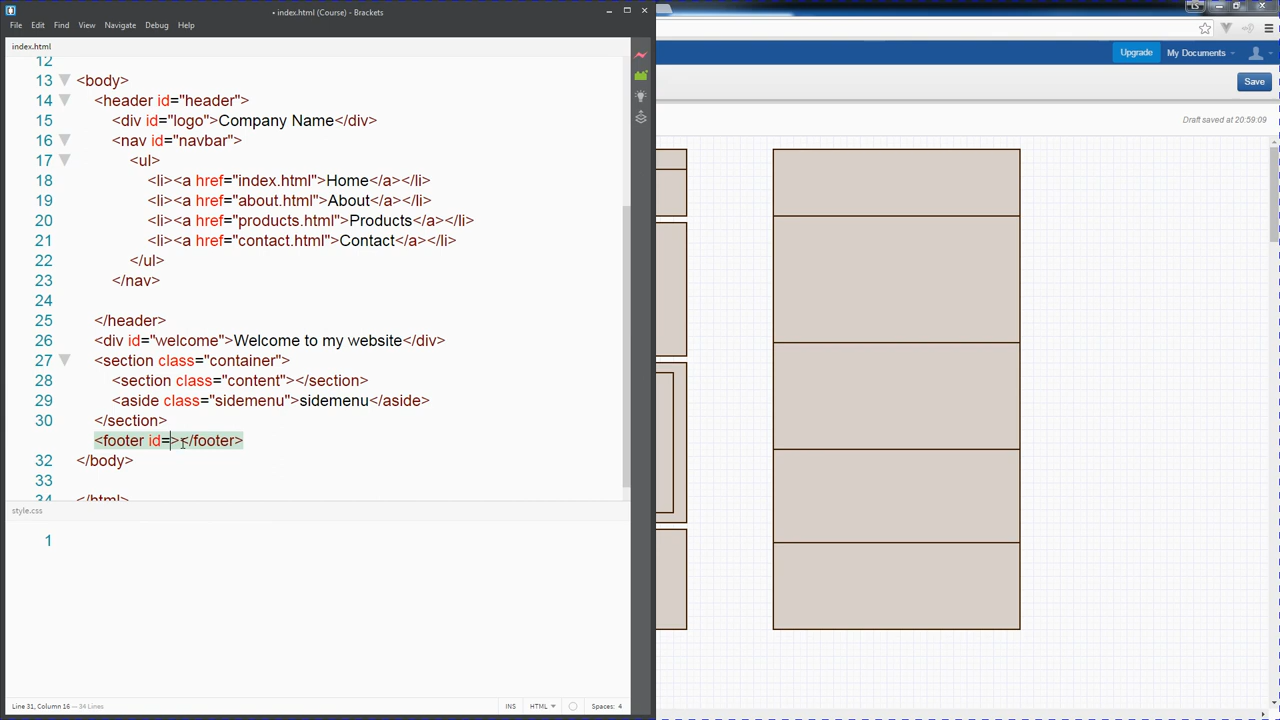 • index.html (Course) - Brackets
File Edit Find View Navigate Debug Help
index.html
12
13 <body>
14 <header id="header">
15 <div id="logo">Company Name</div>
16 <nav id="navbar">
17 <ul>
18 <li><a href="index.html">Home</a></li>
19 <li><a href="about.html">About</a></li>
20 <li><a href="products.html">Products</a></li>
21 <li><a href="contact.html">Contact</a></li>
22 </ul>
23 </nav>
24
25 </header>
26 <div id="welcome">Welcome to my website</div>
27 <section class="container">
28 <section class="content"></section>
29 <aside class="sidemenu">sidemenu</aside>
30 </section>
<footer id=></footer>
32 </body>
33
34 </html>
style.css
1
Line 31, Column 16 — 34 Lines
INS HTML Spaces: 4
LS
Upgrade My Documents
Save
Draft saved at 20:59:09